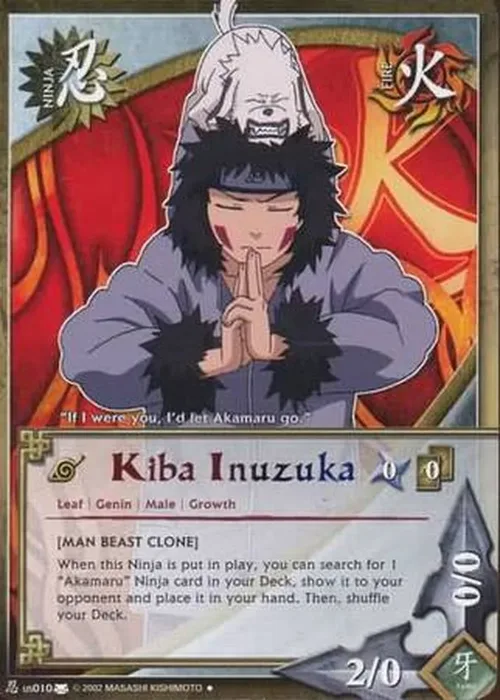 NINJA 忍
FIRE 火
"If I were you, I'd let Akamaru go."
Kiba Inuzuka 0 0
Leaf | Genin | Male | Growth
[MAN BEAST CLONE]
When this Ninja is put in play, you can search for 1
"Akamaru" Ninja card in your Deck, show it to your
opponent and place it in your hand. Then, shuffle
your Deck.
0/0
2/0
牙
忍 us010 © 2002 MASASHI KISHIMOTO